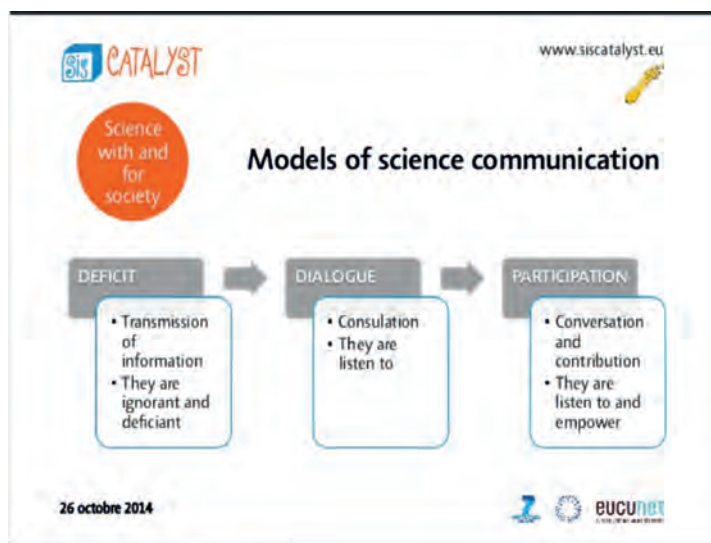 sis CATALYST
www.siscatalyst.eu
Science
with and
for
society
Models of science communication
DEFICIT
• Transmission
of
information
• They are
ignorant and
deficiant
DIALOGUE
• Consulation
• They are
listen to
PARTICIPATION
• Conversation
and
contribution
• They are
listen to and
empower
26 octobre 2014
7
eucunet